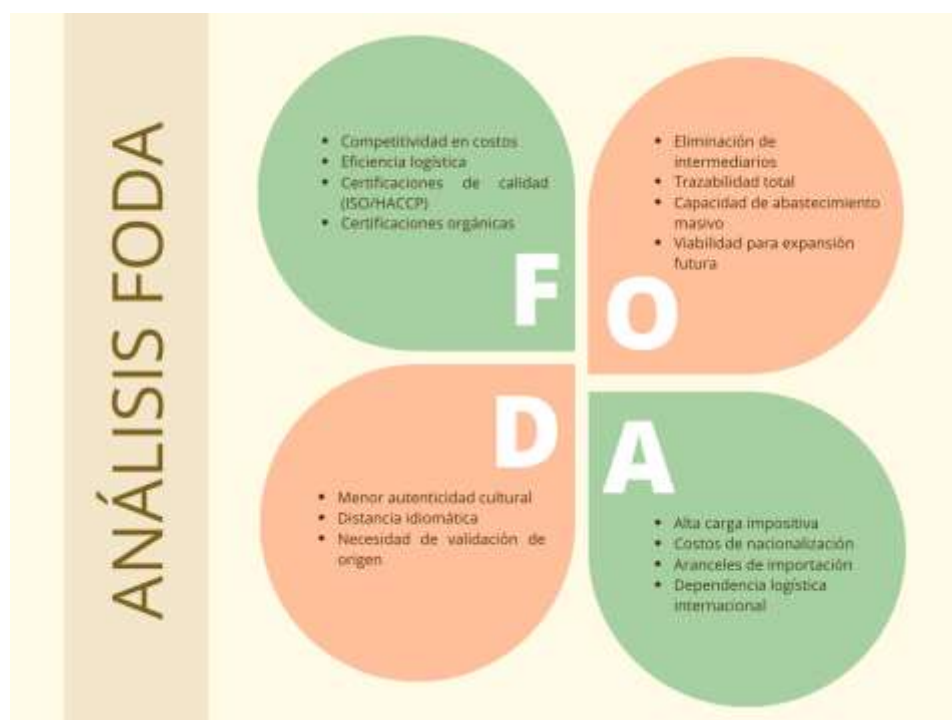 ANÁLISIS FODA
• Competitividad en costos
• Eficiencia logística
• Certificaciones de calidad
(ISO/HACCP)
• Certificaciones orgánicas
F
• Eliminación de
intermediarios
• Trazabilidad total
• Capacidad de abastecimiento
masivo
• Viabilidad para expansión
futura
O
D
• Menor autenticidad cultural
• Distancia idiomática
• Necesidad de validación de
origen
A
• Alta carga impositiva
• Costos de nacionalización
• Aranceles de importación
• Dependencia logística
internacional